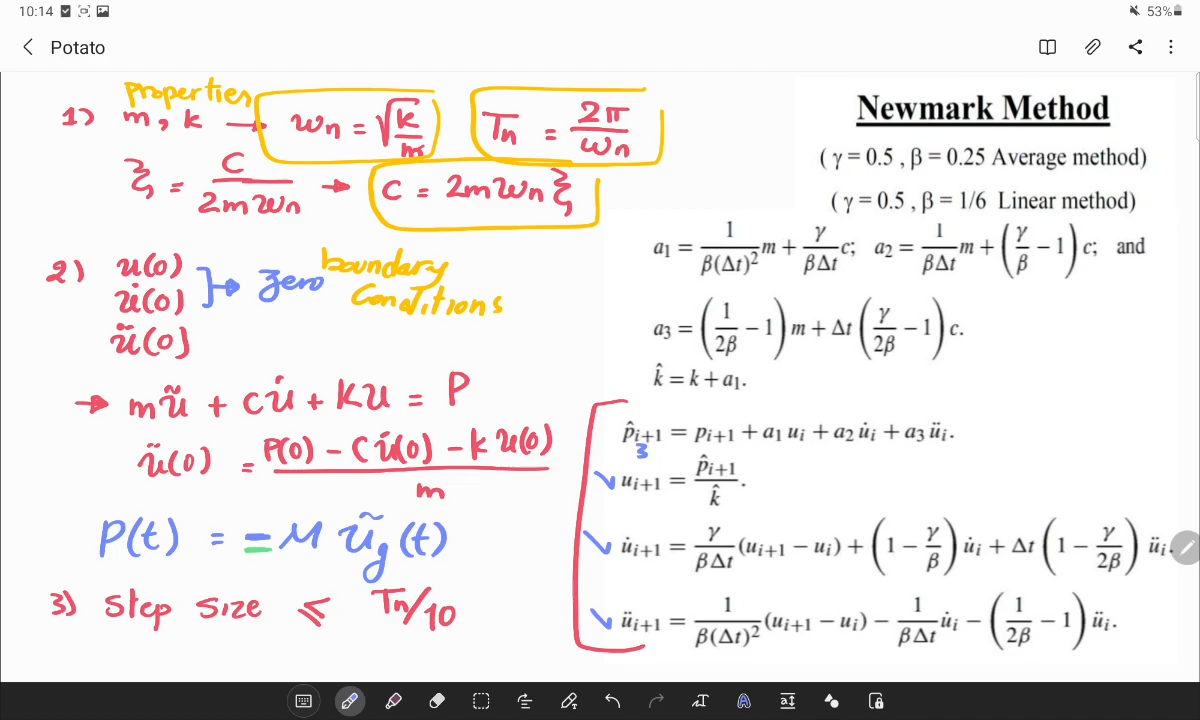 10:14
53%
Potato
properties
1) m, k → ωn = √(k/m) Tn = 2π/ωn
ξ = C/(2mωn) → C = 2mωnξ
2) u(0)
u̇(0) → zero boundary conditions
ü(0)
→ mü + Cu̇ + Ku = P
ü(0) = (P(0) - Cu̇(0) - k u(0))/m
P(t) = - M üg(t)
3) Step size ≤ Tn/10
Newmark Method
( γ = 0.5 , β = 0.25 Average method)
( γ = 0.5 , β = 1/6 Linear method)
a1 = 1/(β(Δt)²) m + γ/(βΔt) c; a2 = 1/(βΔt) m + (γ/β − 1) c; and
a3 = (1/(2β) − 1) m + Δt (γ/(2β) − 1) c.
k̂ = k + a1.
p̂i+1 = pi+1 + a1 ui + a2 u̇i + a3 üi.
3
ui+1 = p̂i+1/k̂.
u̇i+1 = γ/(βΔt) (ui+1 − ui) + (1 − γ/β) u̇i + Δt (1 − γ/(2β)) üi.
üi+1 = 1/(β(Δt)²) (ui+1 − ui) − 1/(βΔt) u̇i − (1/(2β) − 1) üi.